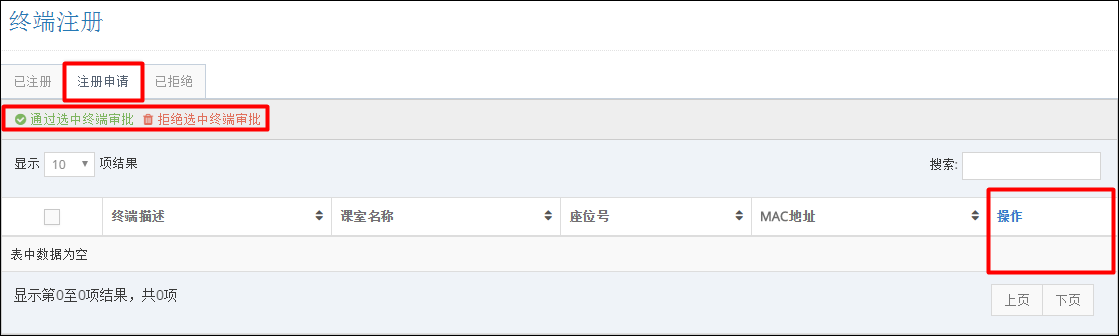 终端注册
已注册 注册申请 已拒绝
通过选中终端审批 拒绝选中终端审批
显示 10 项结果 搜索:
终端描述 课室名称 座位号 MAC地址 操作
表中数据为空
显示第0至0项结果，共0项 上页 下页